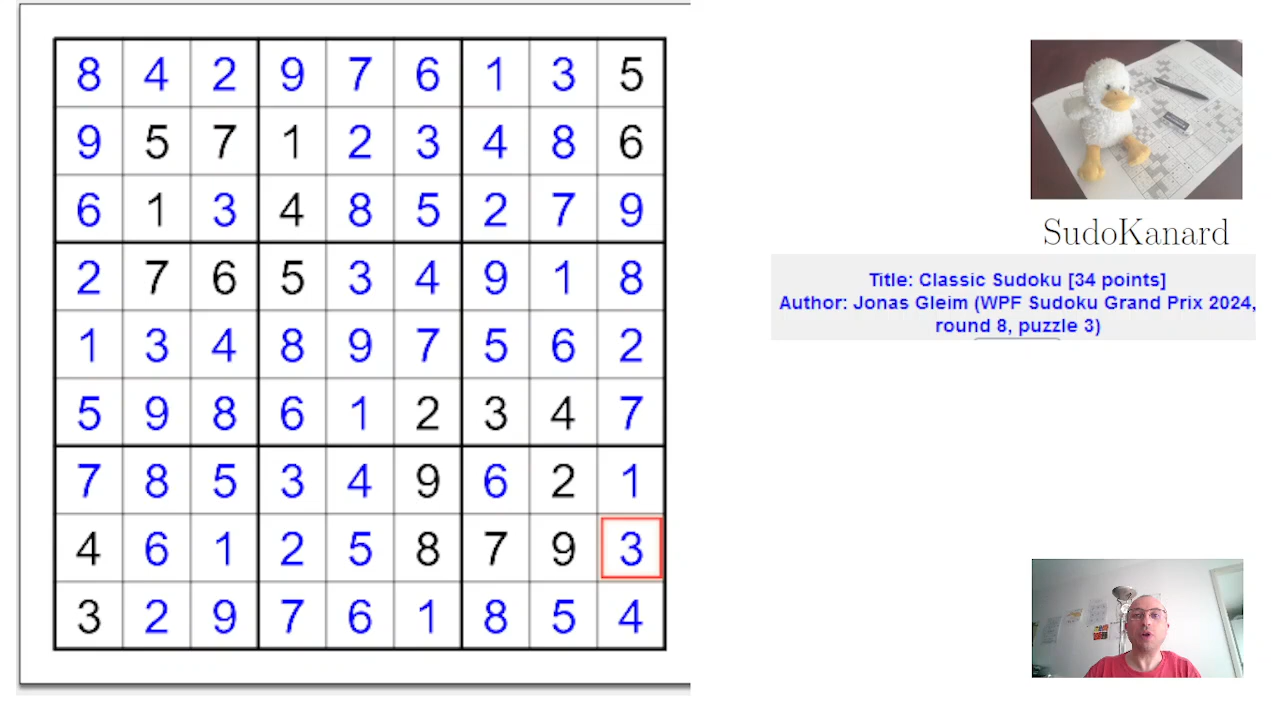 8 4 2 9 7 6 1 3 5
9 5 7 1 2 3 4 8 6
6 1 3 4 8 5 2 7 9
2 7 6 5 3 4 9 1 8
1 3 4 8 9 7 5 6 2
5 9 8 6 1 2 3 4 7
7 8 5 3 4 9 6 2 1
4 6 1 2 5 8 7 9 3
3 2 9 7 6 1 8 5 4
SudoKanard
Title: Classic Sudoku [34 points]
Author: Jonas Gleim (WPF Sudoku Grand Prix 2024,
round 8, puzzle 3)